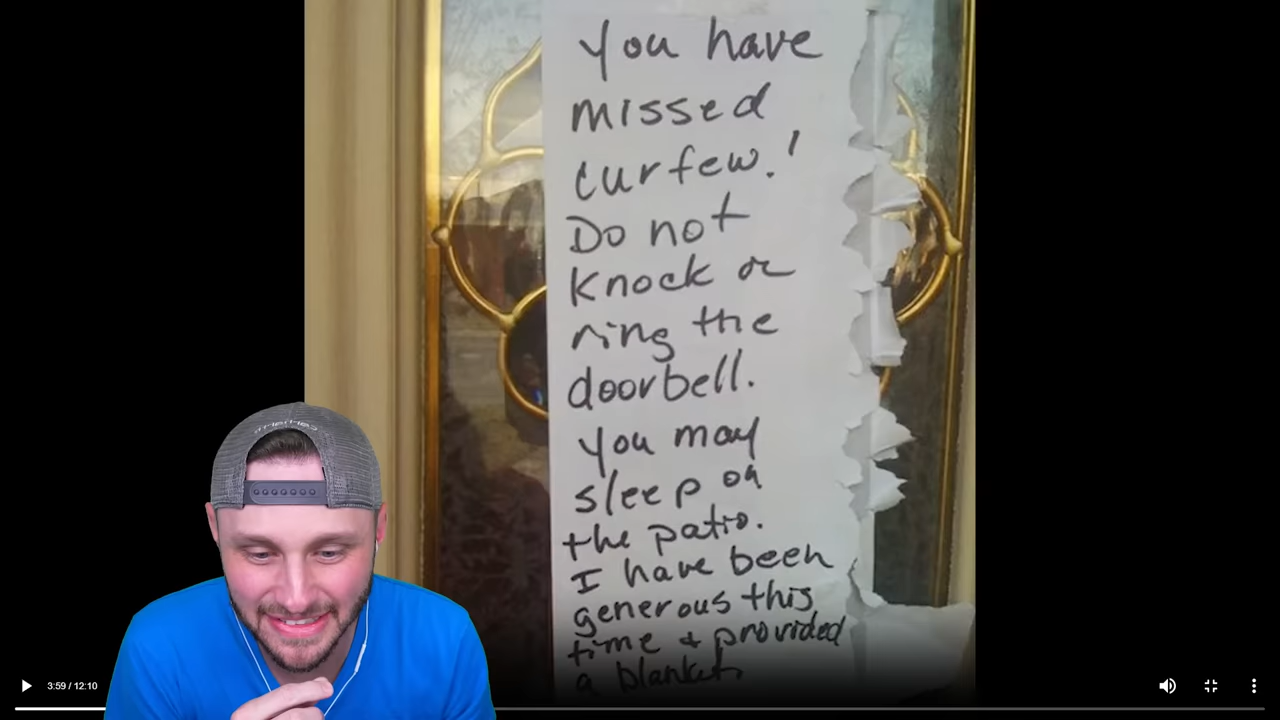 You have
missed
curfew!
Do not
Knock or
ring the
doorbell.
You may
sleep on
the patio.
I have been
generous this
time & provided
a blanket
3:59 / 12:10